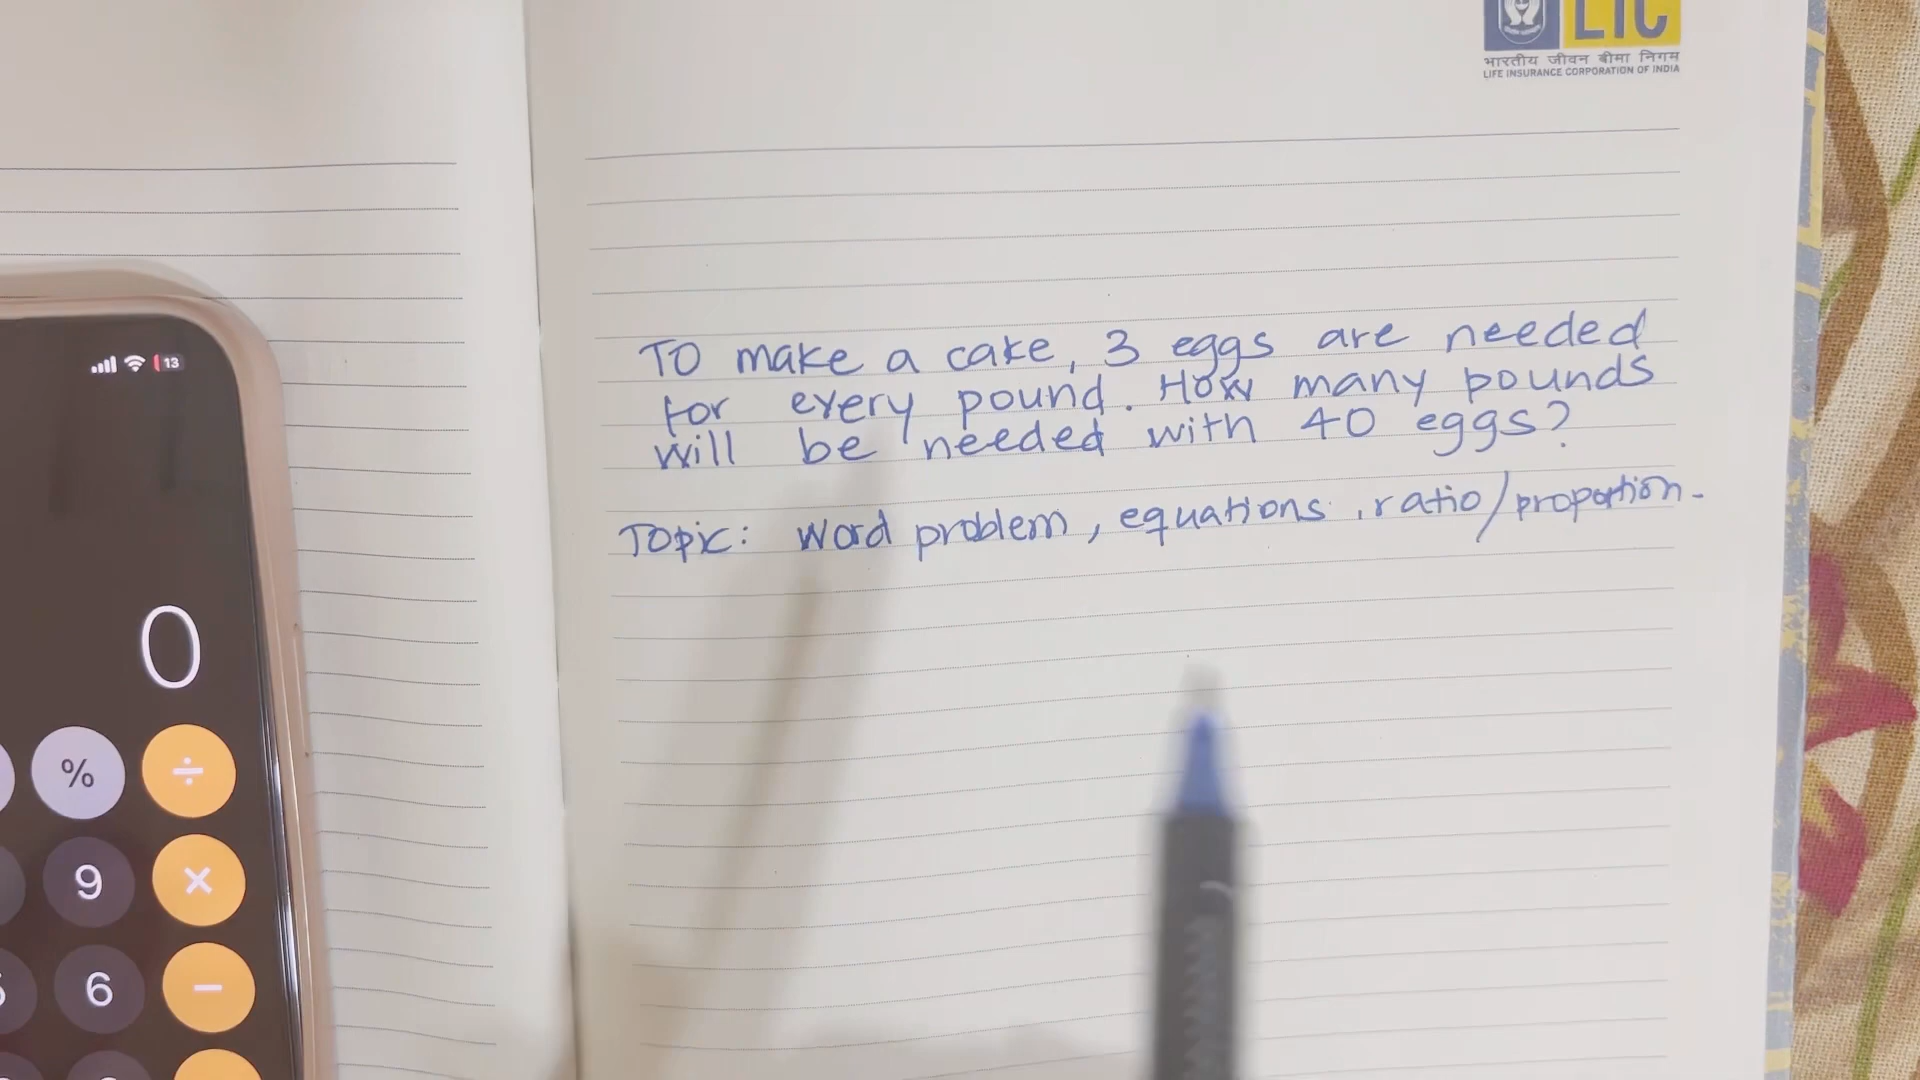 LIC
भारतीय जीवन बीमा निगम
LIFE INSURANCE CORPORATION OF INDIA
To make a cake, 3 eggs are needed
for every pound. How many pounds
will be needed with 40 eggs?
Topic: Word problem, equations, ratio/proportion.
13
0
% ÷
9 ×
6 −